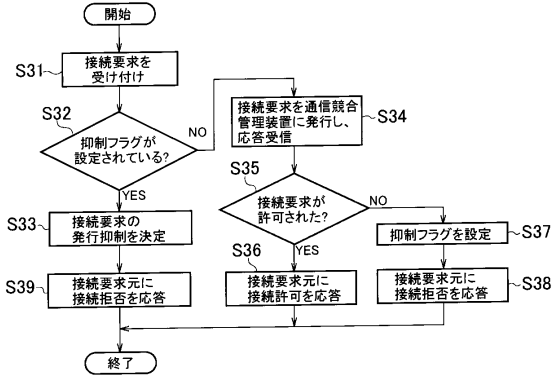 開始
S31
接続要求を
受け付け
S32
抑制フラグが
設定されている?
NO
YES
S33
接続要求の
発行抑制を決定
S39
接続要求元に
接続拒否を応答
S34
接続要求を通信競合
管理装置に発行し、
応答受信
S35
接続要求が
許可された?
NO
YES
S36
接続要求元に
接続許可を応答
S37
抑制フラグを設定
S38
接続要求元に
接続拒否を応答
終了